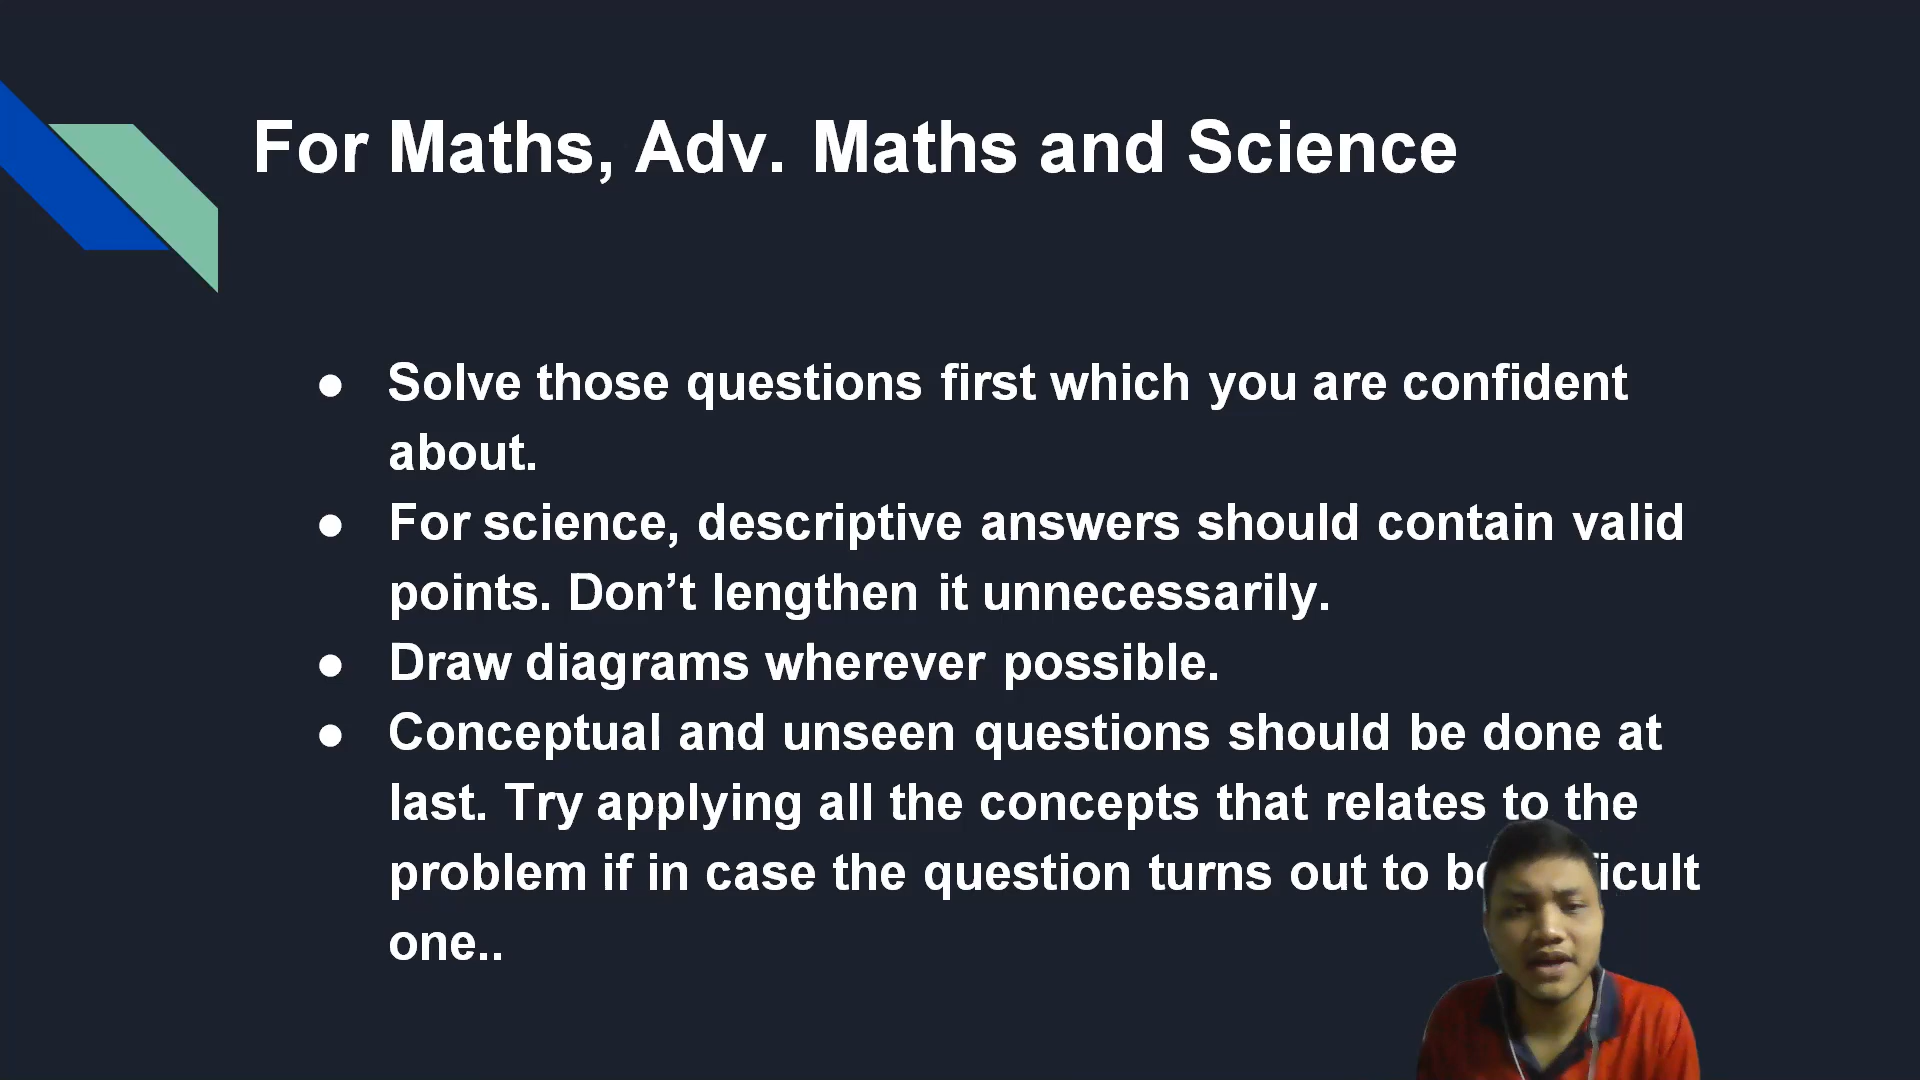 For Maths, Adv. Maths and Science
● Solve those questions first which you are confident
about.
● For science, descriptive answers should contain valid
points. Don’t lengthen it unnecessarily.
● Draw diagrams wherever possible.
● Conceptual and unseen questions should be done at
last. Try applying all the concepts that relates to the
problem if in case the question turns out to
one..